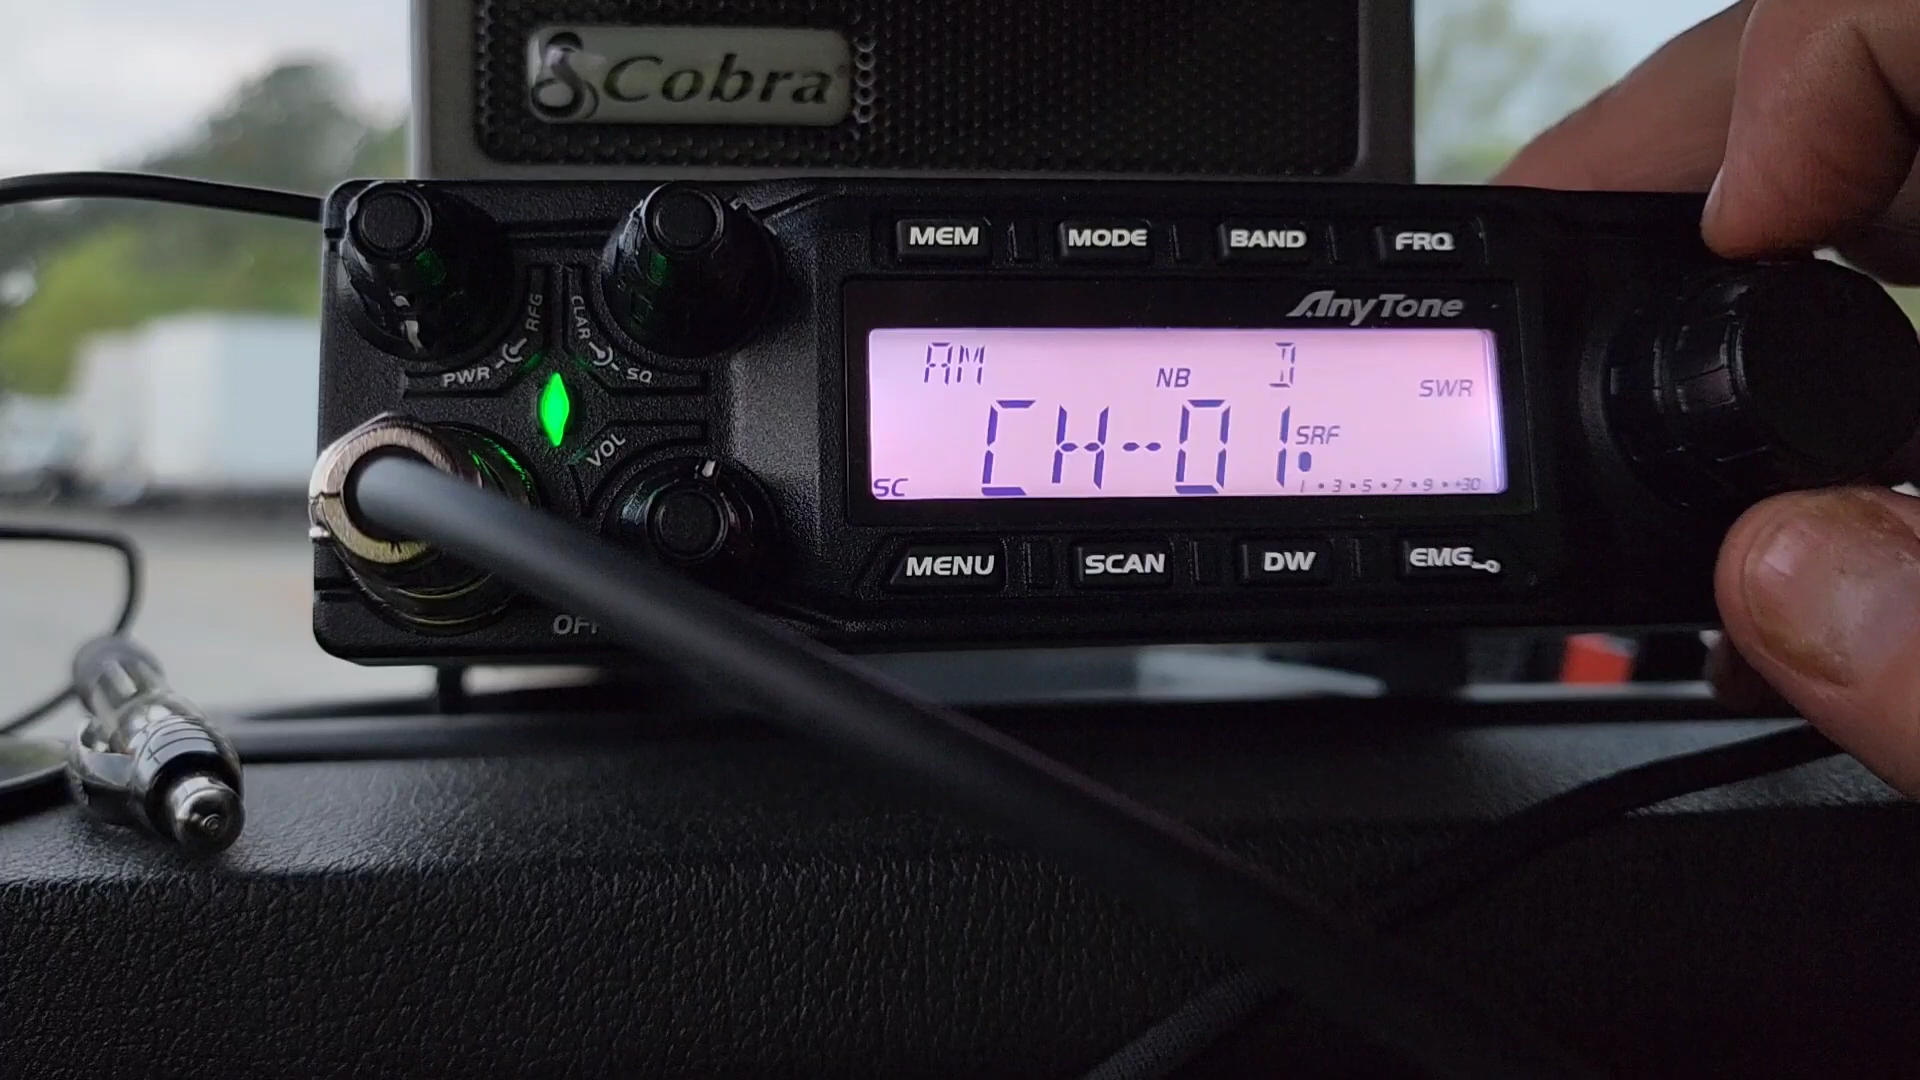 Cobra
MEM MODE BAND FRQ
AnyTone
RFG CLAR
PWR SQ
VOL
OFF
AM NB D SWR
CH--01 SRF
SC 1 • 3 • 5 • 7 • 9 • +30
MENU SCAN DW EMG